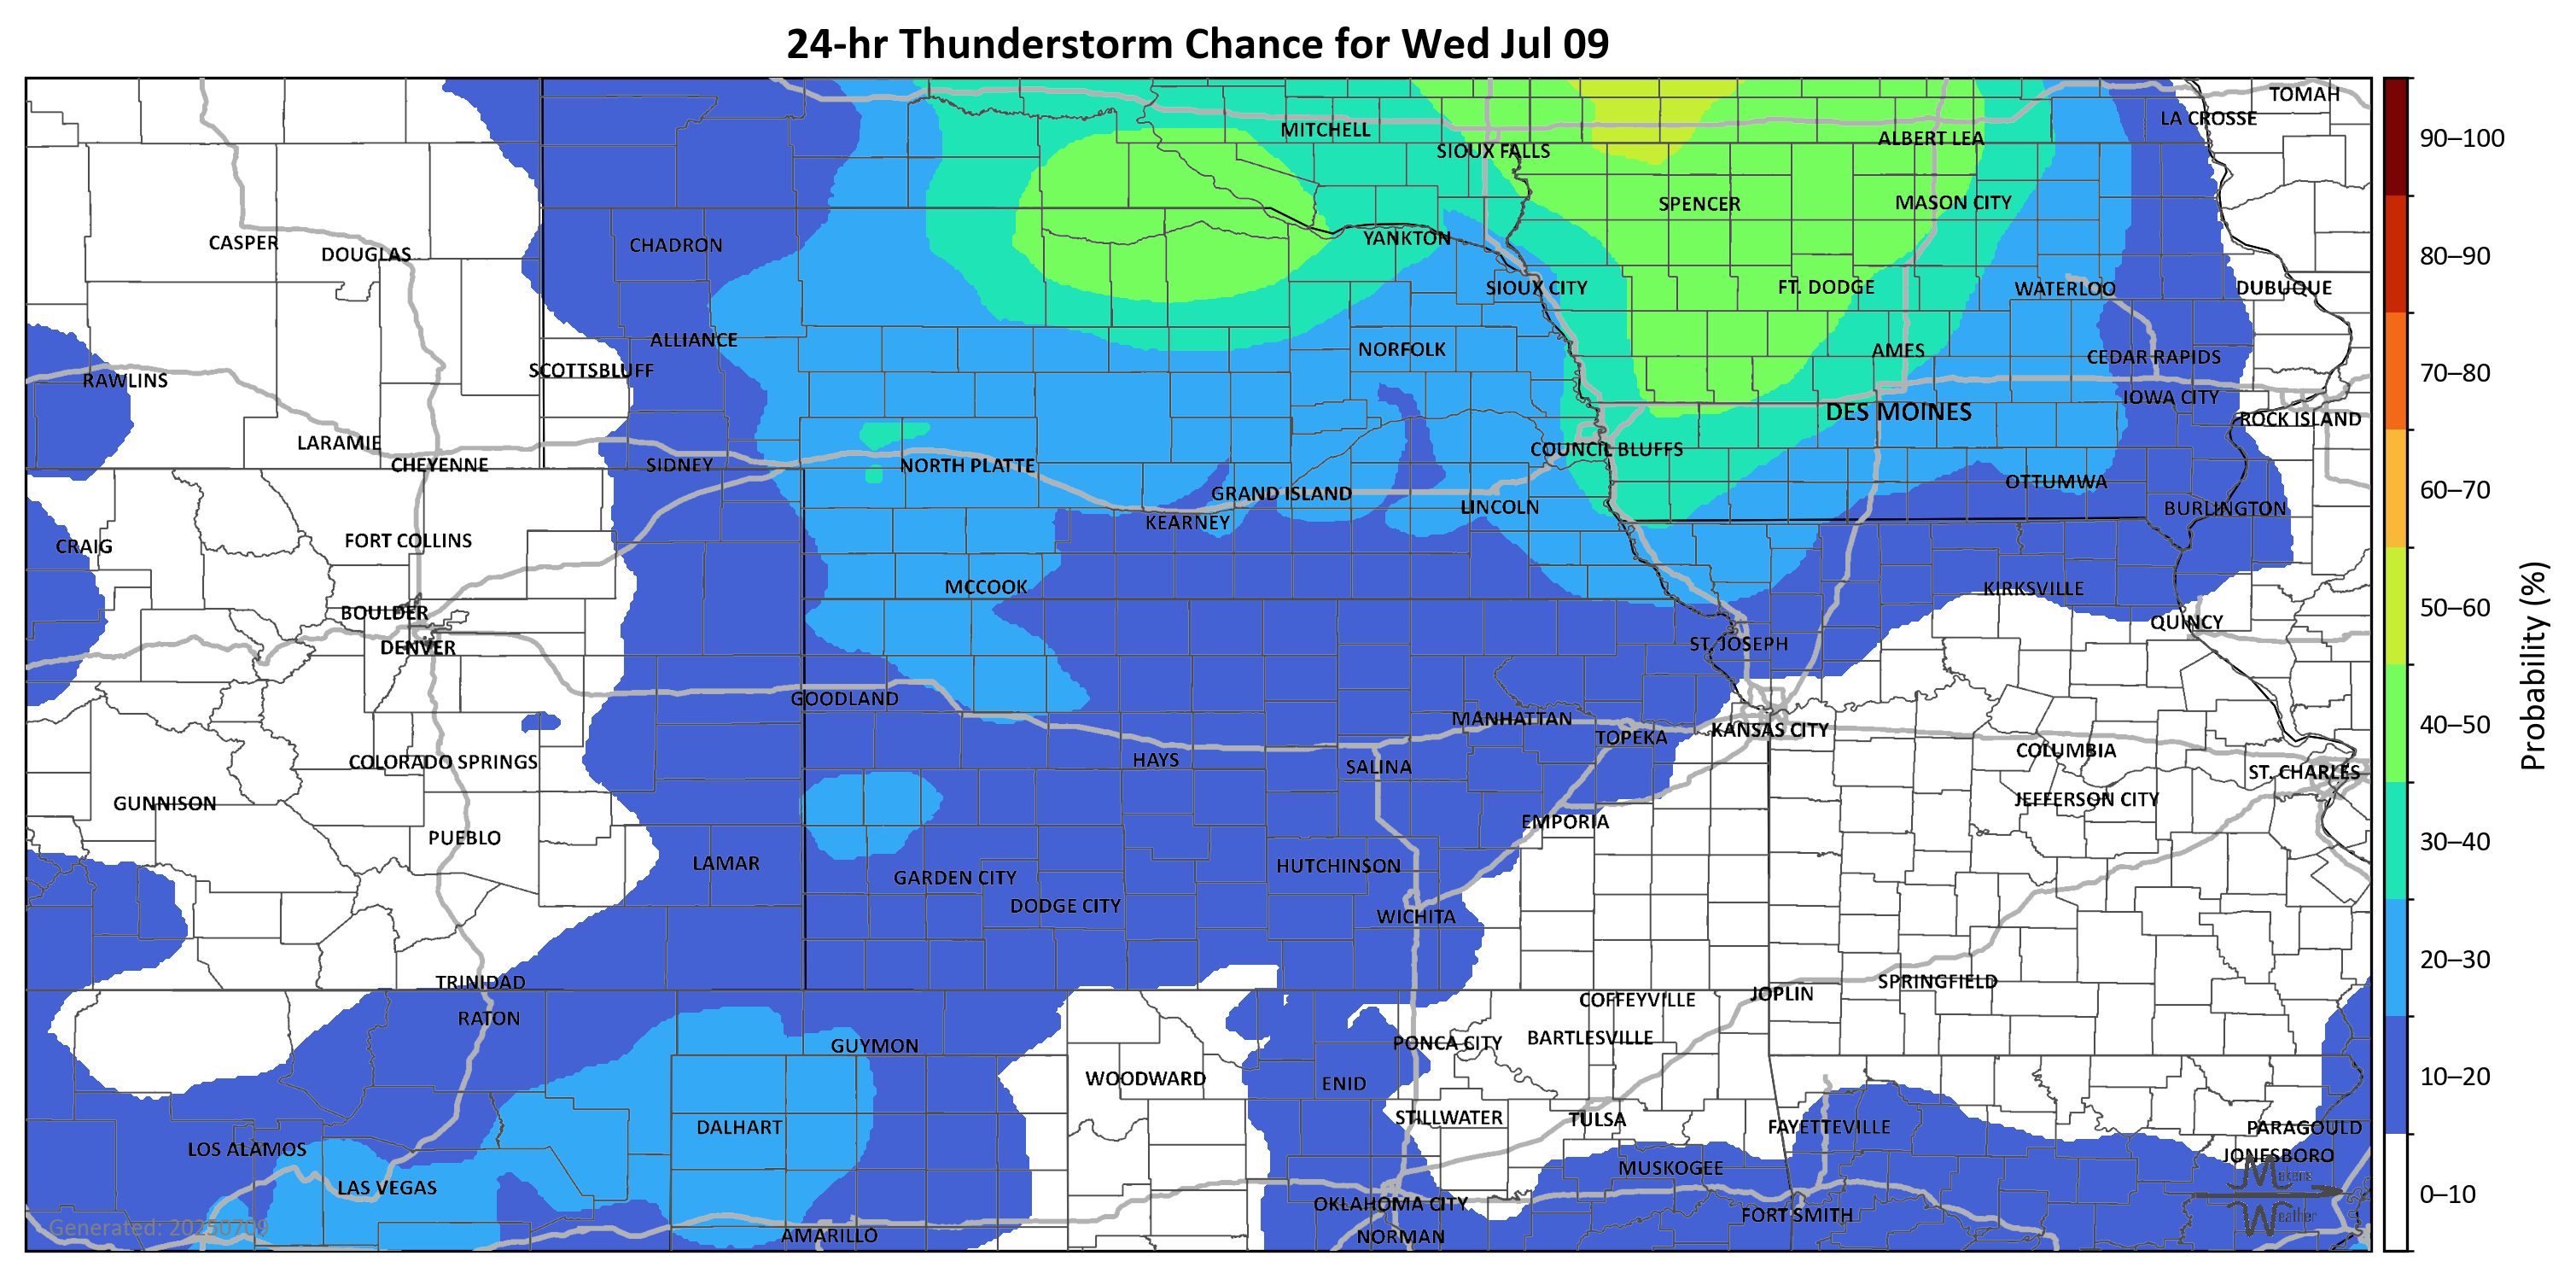 24-hr Thunderstorm Chance for Wed Jul 09
TOMAH
LA CROSSE
MITCHELL
ALBERT LEA
SIOUX FALLS
SPENCER
MASON CITY
CASPER
DOUGLAS
CHADRON
YANKTON
SIOUX CITY
FT. DODGE
WATERLOO
DUBUQUE
ALLIANCE
NORFOLK
AMES
CEDAR RAPIDS
RAWLINS
SCOTTSBLUFF
IOWA CITY
DES MOINES
ROCK ISLAND
LARAMIE
CHEYENNE
SIDNEY
NORTH PLATTE
COUNCIL BLUFFS
GRAND ISLAND
OTTUMWA
LINCOLN
BURLINGTON
KEARNEY
CRAIG
FORT COLLINS
MCCOOK
KIRKSVILLE
BOULDER
QUINCY
DENVER
ST. JOSEPH
GOODLAND
MANHATTAN
TOPEKA
KANSAS CITY
COLUMBIA
COLORADO SPRINGS
HAYS
SALINA
ST. CHARLES
GUNNISON
JEFFERSON CITY
PUEBLO
EMPORIA
LAMAR
HUTCHINSON
GARDEN CITY
DODGE CITY
WICHITA
TRINIDAD
SPRINGFIELD
JOPLIN
COFFEYVILLE
RATON
GUYMON
PONCA CITY
BARTLESVILLE
WOODWARD
ENID
DALHART
STILLWATER
TULSA
FAYETTEVILLE
PARAGOULD
LOS ALAMOS
JONESBORO
MUSKOGEE
LAS VEGAS
OKLAHOMA CITY
FORT SMITH
AMARILLO
NORMAN
Generated: 20250709
Mekens
Weather
90–100
80–90
70–80
60–70
50–60
40–50
30–40
20–30
10–20
0–10
Probability (%)